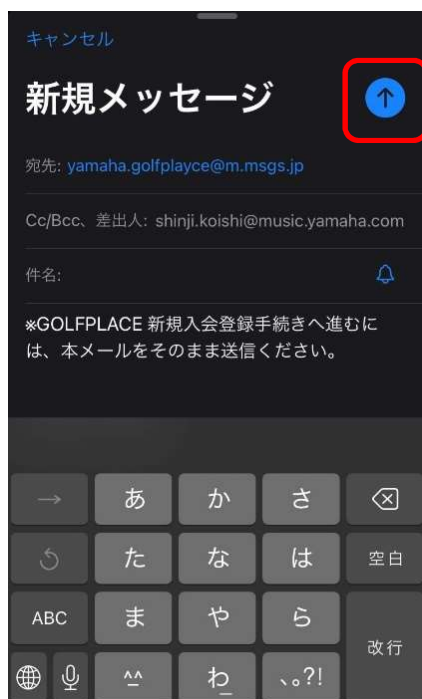 キャンセル
新規メッセージ
宛先: yamaha.golfplayce@m.msgs.jp
Cc/Bcc、差出人: shinji.koishi@music.yamaha.com
件名:
※GOLFPLACE 新規入会登録手続きへ進むに
は、本メールをそのまま送信ください。
→ あ か さ
た な は 空白
ABC ま や ら
改行
^^ わ 、。?!